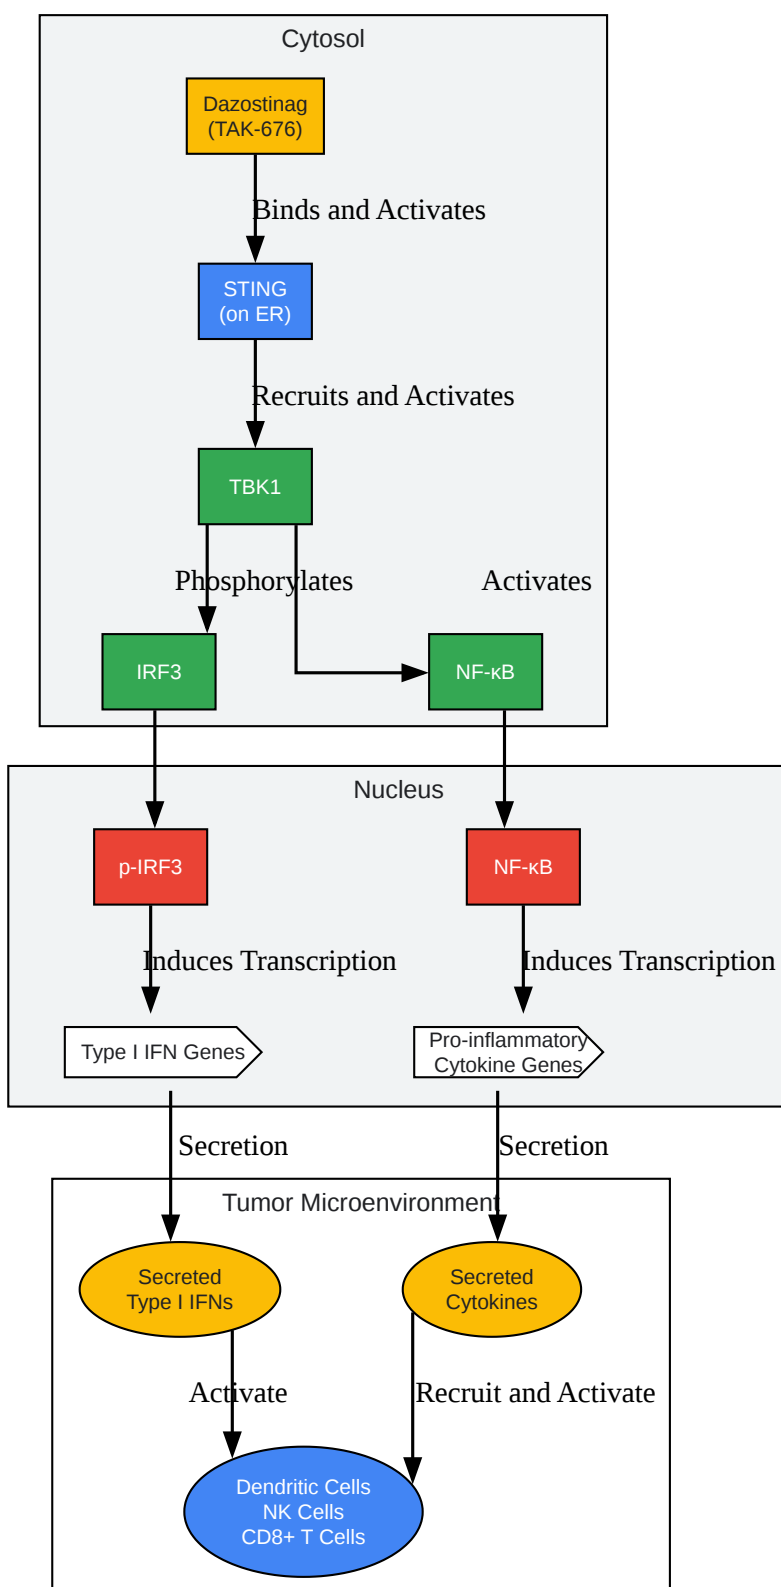 Cytosol
Dazostinag
(TAK-676)
Binds and Activates
STING
(on ER)
Recruits and Activates
TBK1
Phosphorylates
Activates
IRF3
NF-κB
Nucleus
p-IRF3
NF-κB
Induces Transcription
Induces Transcription
Type I IFN Genes
Pro-inflammatory
Cytokine Genes
Secretion
Secretion
Tumor Microenvironment
Secreted
Type I IFNs
Secreted
Cytokines
Activate
Recruit and Activate
Dendritic Cells
NK Cells
CD8+ T Cells